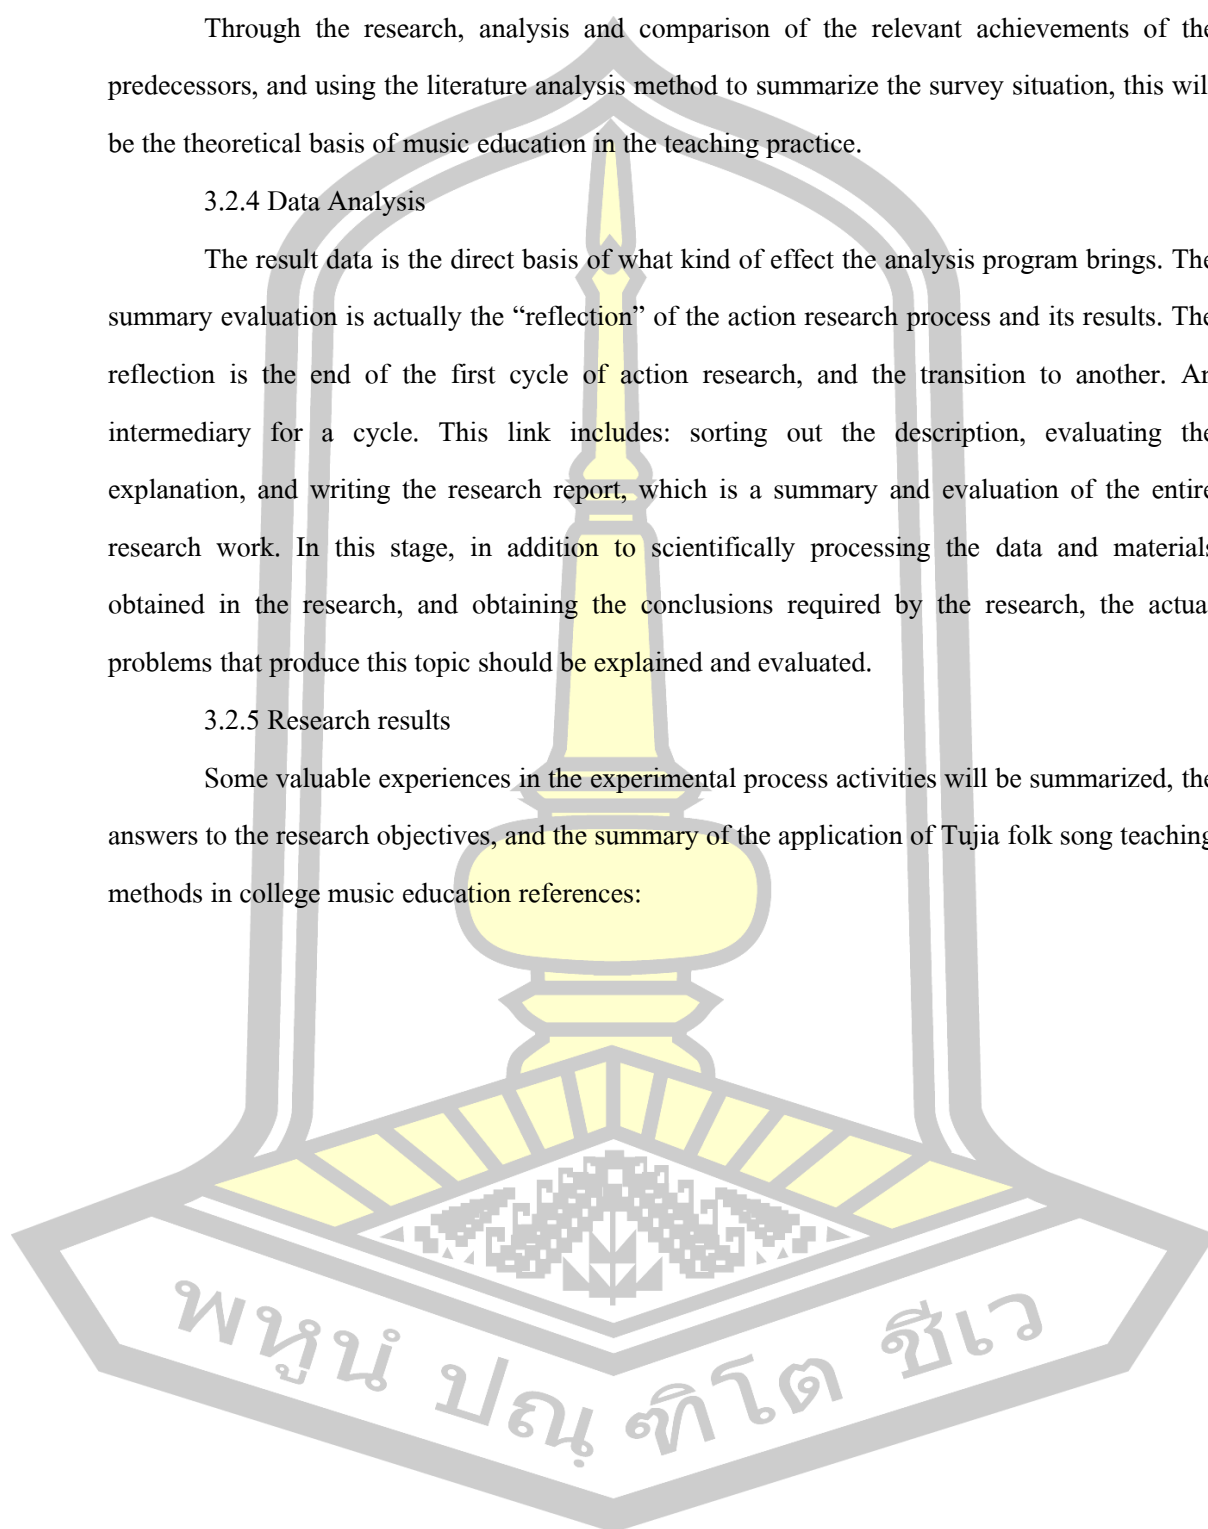 Through the research, analysis and comparison of the relevant achievements of the
predecessors, and using the literature analysis method to summarize the survey situation, this wil
be the theoretical basis of music education in the teaching practice.
3.2.4 Data Analysis
The result data is the direct basis of what kind of effect the analysis program brings. The
summary evaluation is actually the “reflection” of the action research process and its results. The
reflection is the end of the first cycle of action research, and the transition to another. An
intermediary for a cycle. This link includes: sorting out the description, evaluating the
explanation, and writing the research report, which is a summary and evaluation of the entire
research work. In this stage, in addition to scientifically processing the data and materials
obtained in the research, and obtaining the conclusions required by the research, the actual
problems that produce this topic should be explained and evaluated.
3.2.5 Research results
Some valuable experiences in the experimental process activities will be summarized, the
answers to the research objectives, and the summary of the application of Tujia folk song teaching
methods in college music education references:
พหูนํ ปณฺฑิโต ชีเว